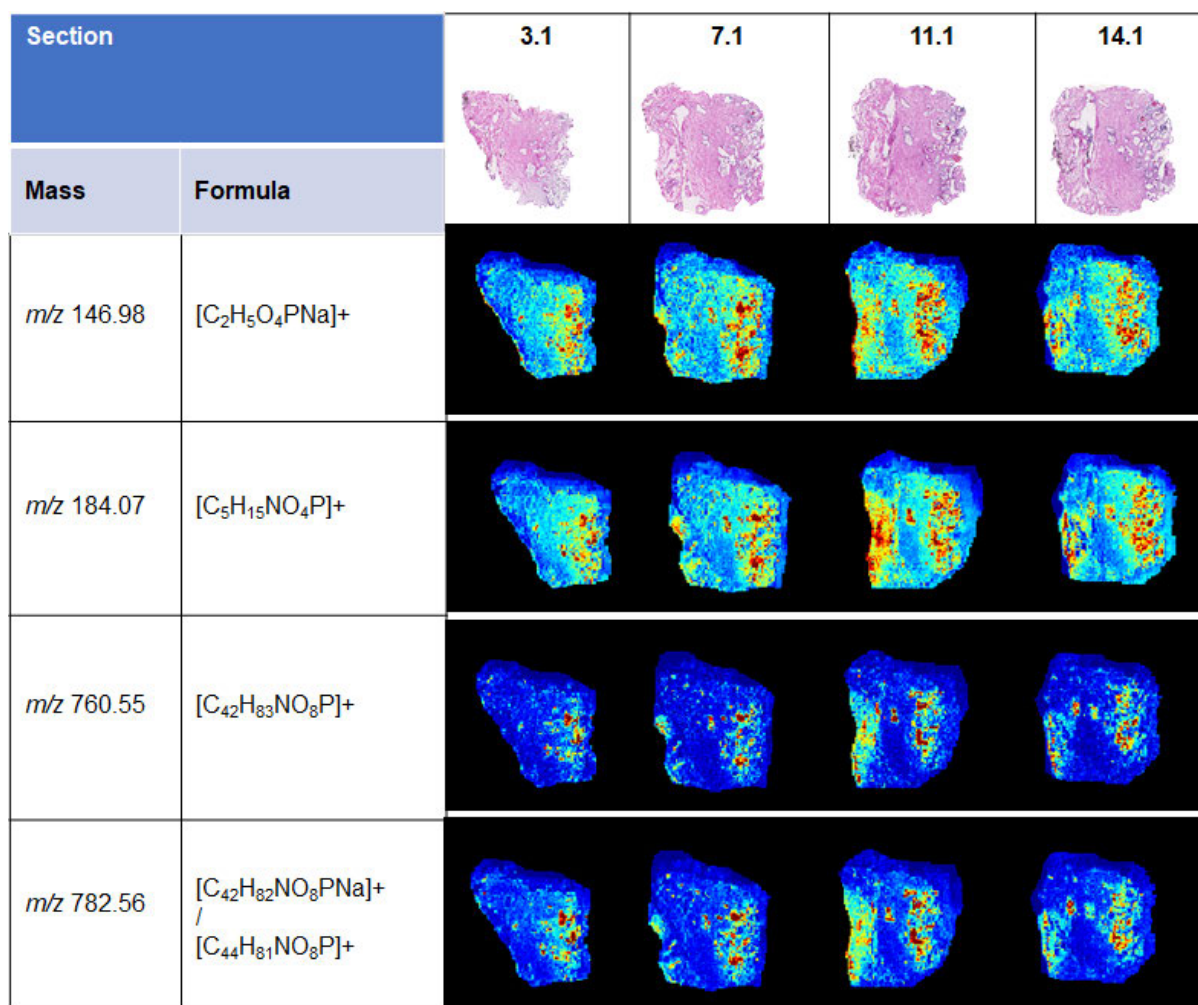 Section 3.1 7.1 11.1 14.1
Mass Formula
m/z 146.98 [C₂H₅O₄PNa]+
m/z 184.07 [C₅H₁₅NO₄P]+
m/z 760.55 [C₄₂H₈₃NO₈P]+
m/z 782.56 [C₄₂H₈₂NO₈PNa]+
/
[C₄₄H₈₁NO₈P]+